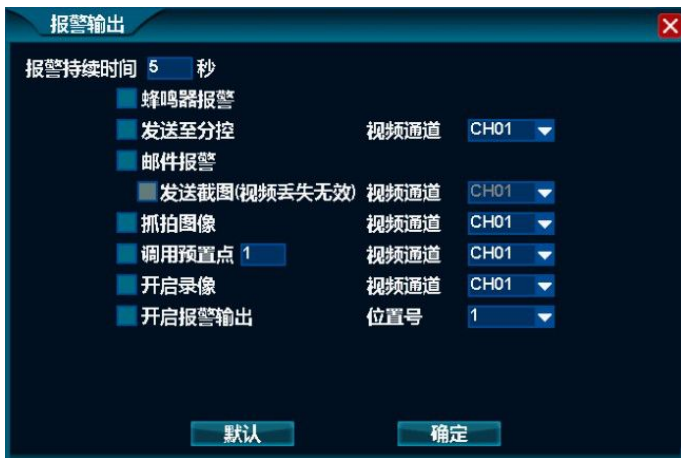 报警输出
报警持续时间 5 秒
蜂鸣器报警
发送至分控 视频通道 CH01
邮件报警
发送截图(视频丢失无效) 视频通道 CH01
抓拍图像 视频通道 CH01
调用预置点 1 视频通道 CH01
开启录像 视频通道 CH01
开启报警输出 位置号 1
默认 确定